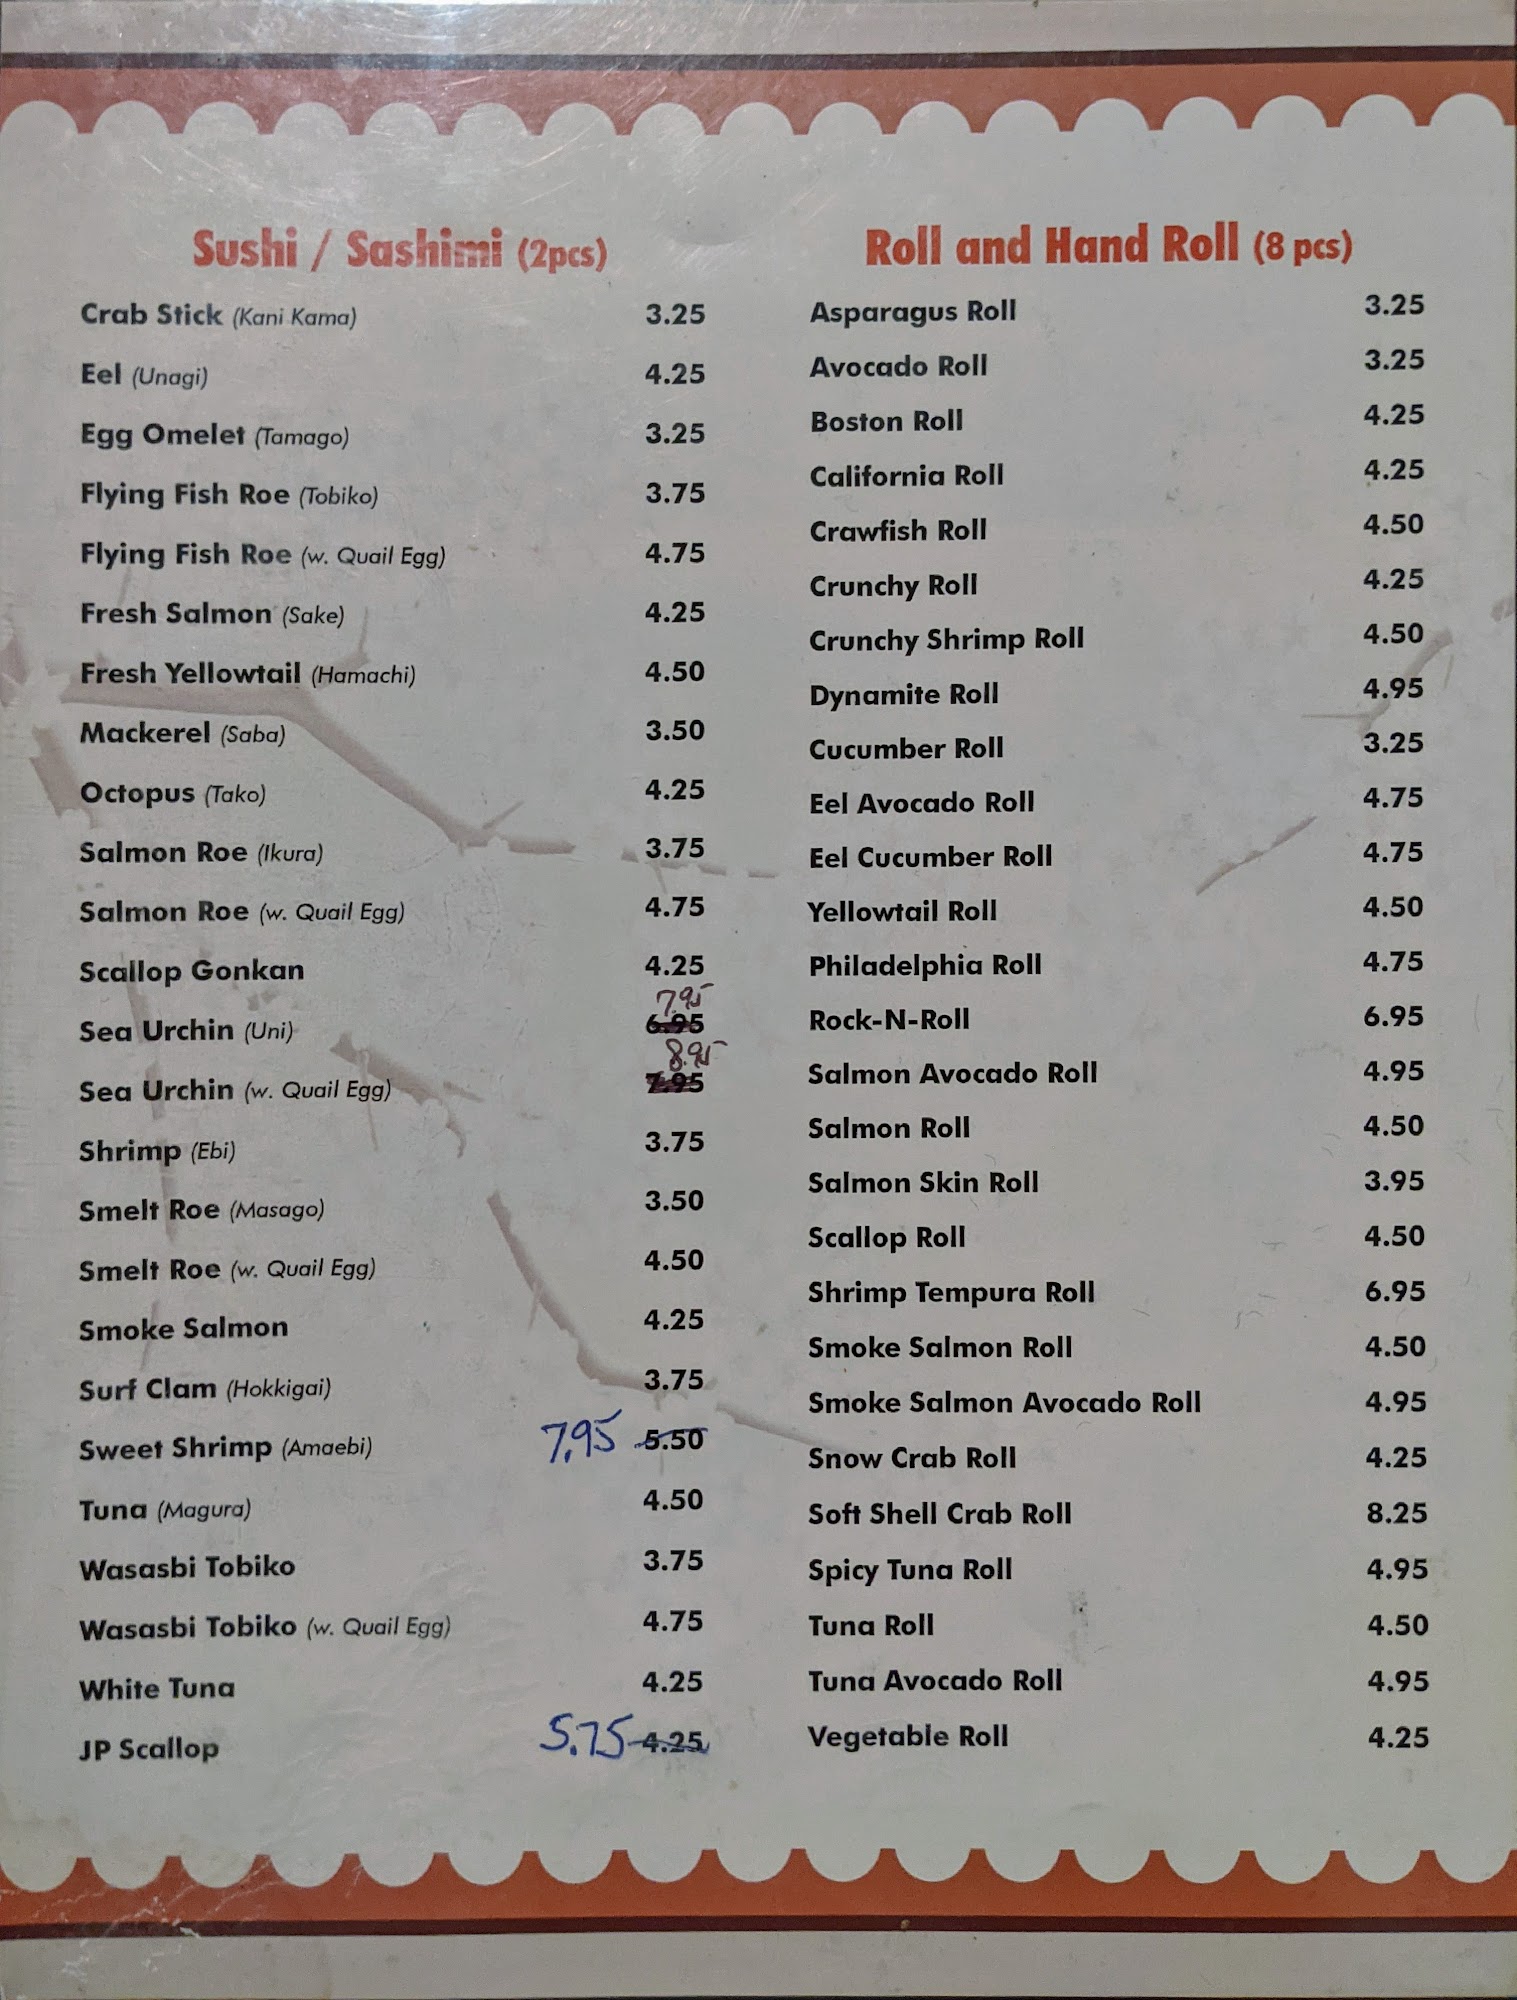 Sushi / Sashimi (2pcs)
Crab Stick (Kani Kama) 3.25
Eel (Unagi) 4.25
Egg Omelet (Tamago) 3.25
Flying Fish Roe (Tobiko) 3.75
Flying Fish Roe (w. Quail Egg) 4.75
Fresh Salmon (Sake) 4.25
Fresh Yellowtail (Hamachi) 4.50
Mackerel (Saba) 3.50
Octopus (Tako) 4.25
Salmon Roe (Ikura) 3.75
Salmon Roe (w. Quail Egg) 4.75
Scallop Gonkan 4.25
7.95
Sea Urchin (Uni) 6.95
8.95
Sea Urchin (w. Quail Egg) 7.95
Shrimp (Ebi) 3.75
Smelt Roe (Masago) 3.50
Smelt Roe (w. Quail Egg) 4.50
Smoke Salmon 4.25
Surf Clam (Hokkigai) 3.75
Sweet Shrimp (Amaebi) 7.95 5.50
Tuna (Magura) 4.50
Wasasbi Tobiko 3.75
Wasasbi Tobiko (w. Quail Egg) 4.75
White Tuna 4.25
JP Scallop 5.75 4.25
Roll and Hand Roll (8 pcs)
Asparagus Roll 3.25
Avocado Roll 3.25
Boston Roll 4.25
California Roll 4.25
Crawfish Roll 4.50
Crunchy Roll 4.25
Crunchy Shrimp Roll 4.50
Dynamite Roll 4.95
Cucumber Roll 3.25
Eel Avocado Roll 4.75
Eel Cucumber Roll 4.75
Yellowtail Roll 4.50
Philadelphia Roll 4.75
Rock-N-Roll 6.95
Salmon Avocado Roll 4.95
Salmon Roll 4.50
Salmon Skin Roll 3.95
Scallop Roll 4.50
Shrimp Tempura Roll 6.95
Smoke Salmon Roll 4.50
Smoke Salmon Avocado Roll 4.95
Snow Crab Roll 4.25
Soft Shell Crab Roll 8.25
Spicy Tuna Roll 4.95
Tuna Roll 4.50
Tuna Avocado Roll 4.95
Vegetable Roll 4.25